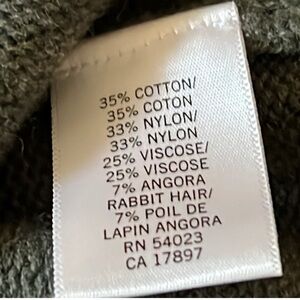 35% COTTON/
35% COTON
33% NYLON/
33% NYLON
25% VISCOSE/
25% VISCOSE
7% ANGORA
RABBIT HAIR/
7% POIL DE
LAPIN ANGORA
RN 54023
CA 17897